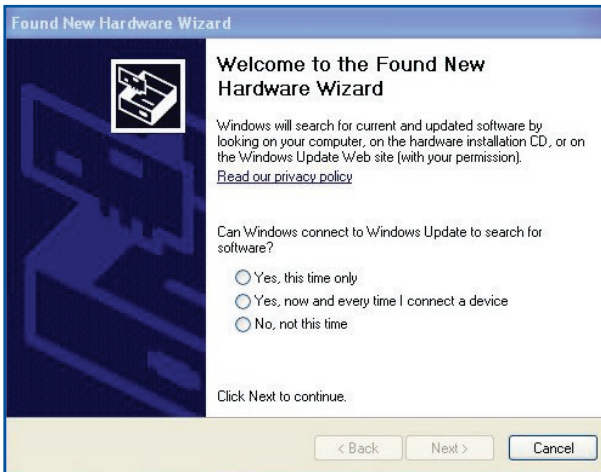 Found New Hardware Wizard
Welcome to the Found New
Hardware Wizard
Windows will search for current and updated software by
looking on your computer, on the hardware installation CD, or on
the Windows Update Web site (with your permission).
Read our privacy policy
Can Windows connect to Windows Update to search for
software?
Yes, this time only
Yes, now and every time I connect a device
No, not this time
Click Next to continue.
< Back
Next >
Cancel